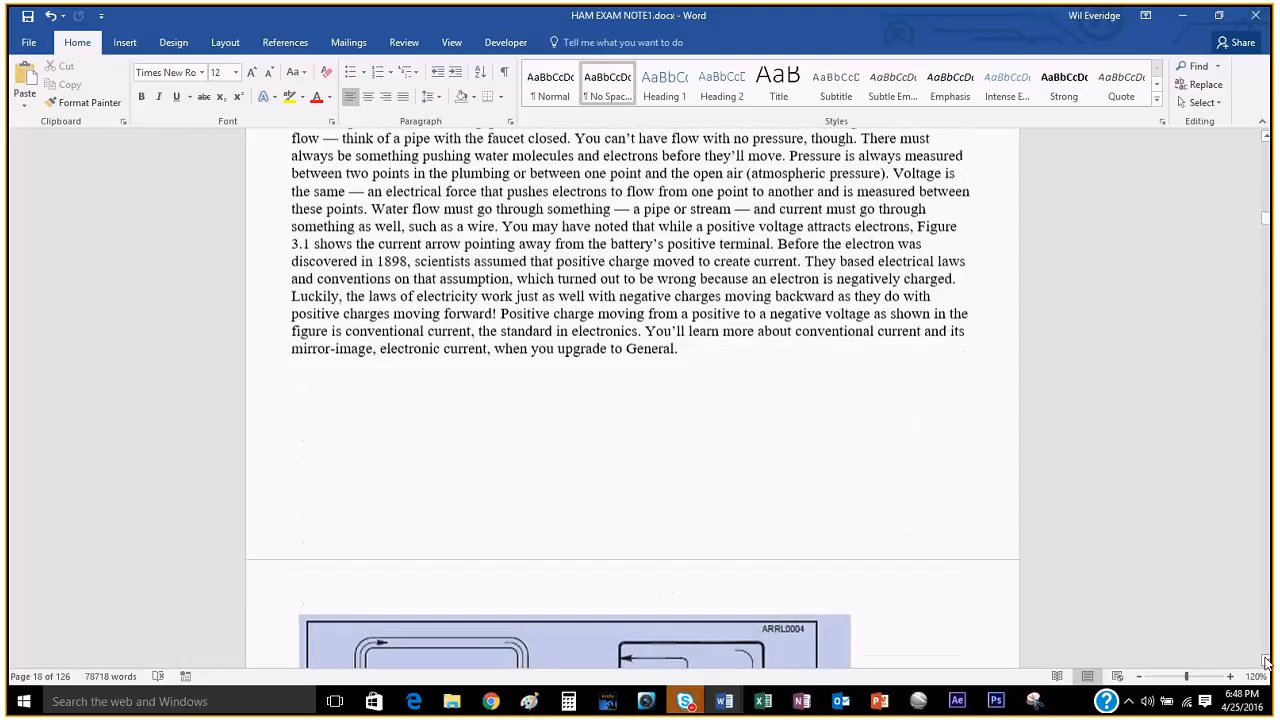 HAM EXAM NOTE1.docx - Word
Wil Everidge
File Home Insert Design Layout References Mailings Review View Developer Tell me what you want to do Share
Paste
Cut
Copy
Format Painter
Clipboard
Times New Ro 12
Font
Paragraph
AaBbCcDc AaBbCcDc AaBbCc AaBbCcC AaB AaBbCcC AaBbCcDc AaBbCcDc AaBbCcDc AaBbCcDc AaBbCcDc
¶ Normal ¶ No Spac... Heading 1 Heading 2 Title Subtitle Subtle Em... Emphasis Intense E... Strong Quote
Styles
Find
Replace
Select
Editing
flow — think of a pipe with the faucet closed. You can’t have flow with no pressure, though. There must
always be something pushing water molecules and electrons before they’ll move. Pressure is always measured
between two points in the plumbing or between one point and the open air (atmospheric pressure). Voltage is
the same — an electrical force that pushes electrons to flow from one point to another and is measured between
these points. Water flow must go through something — a pipe or stream — and current must go through
something as well, such as a wire. You may have noted that while a positive voltage attracts electrons, Figure
3.1 shows the current arrow pointing away from the battery’s positive terminal. Before the electron was
discovered in 1898, scientists assumed that positive charge moved to create current. They based electrical laws
and conventions on that assumption, which turned out to be wrong because an electron is negatively charged.
Luckily, the laws of electricity work just as well with negative charges moving backward as they do with
positive charges moving forward! Positive charge moving from a positive to a negative voltage as shown in the
figure is conventional current, the standard in electronics. You’ll learn more about conventional current and its
mirror-image, electronic current, when you upgrade to General.
ARRL0004
Page 18 of 126 78718 words
120%
Search the web and Windows
6:48 PM
4/25/2016